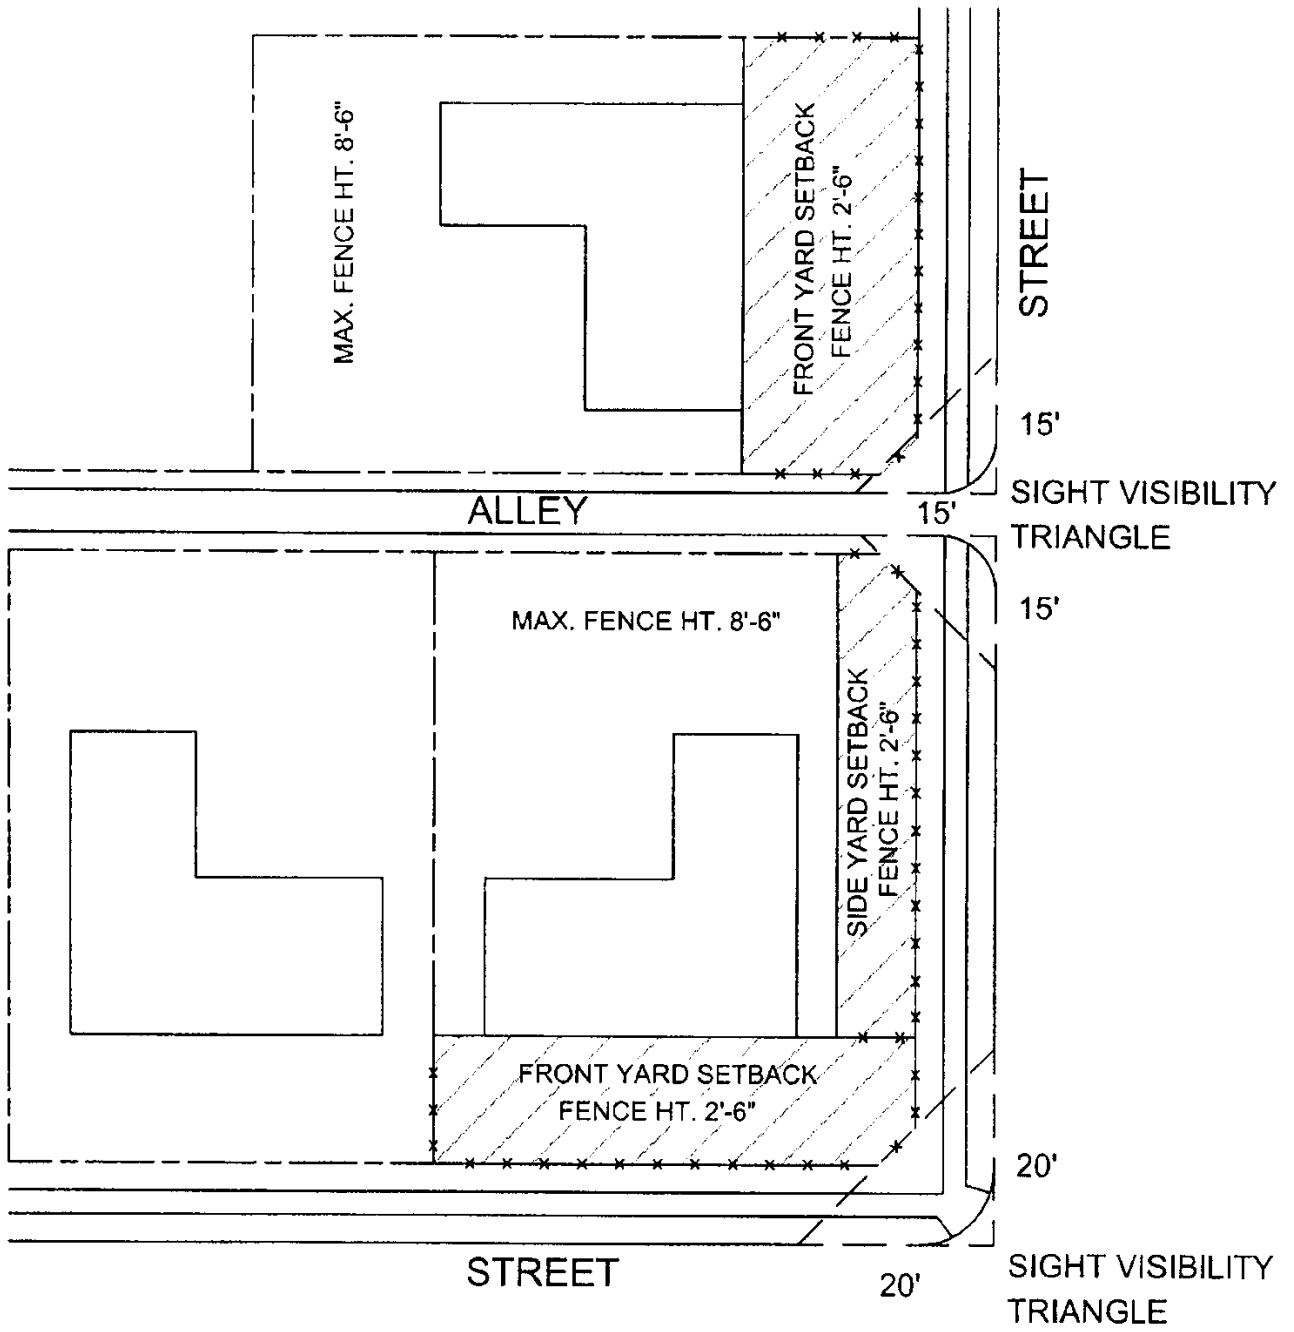 MAX. FENCE HT. 8'-6"
FRONT YARD SETBACK
FENCE HT. 2'-6"
STREET
15'
SIGHT VISIBILITY
TRIANGLE
ALLEY
15'
15'
MAX. FENCE HT. 8'-6"
SIDE YARD SETBACK
FENCE HT. 2'-6"
FRONT YARD SETBACK
FENCE HT. 2'-6"
20'
STREET
20'
SIGHT VISIBILITY
TRIANGLE